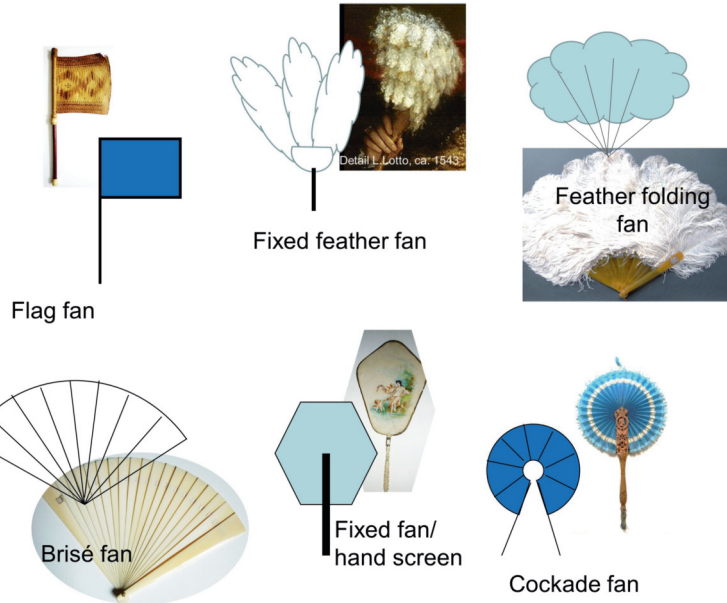 Detail L.Lotto, ca. 1543
Fixed feather fan
Feather folding
fan
Flag fan
Brisé fan
Fixed fan/
hand screen
Cockade fan